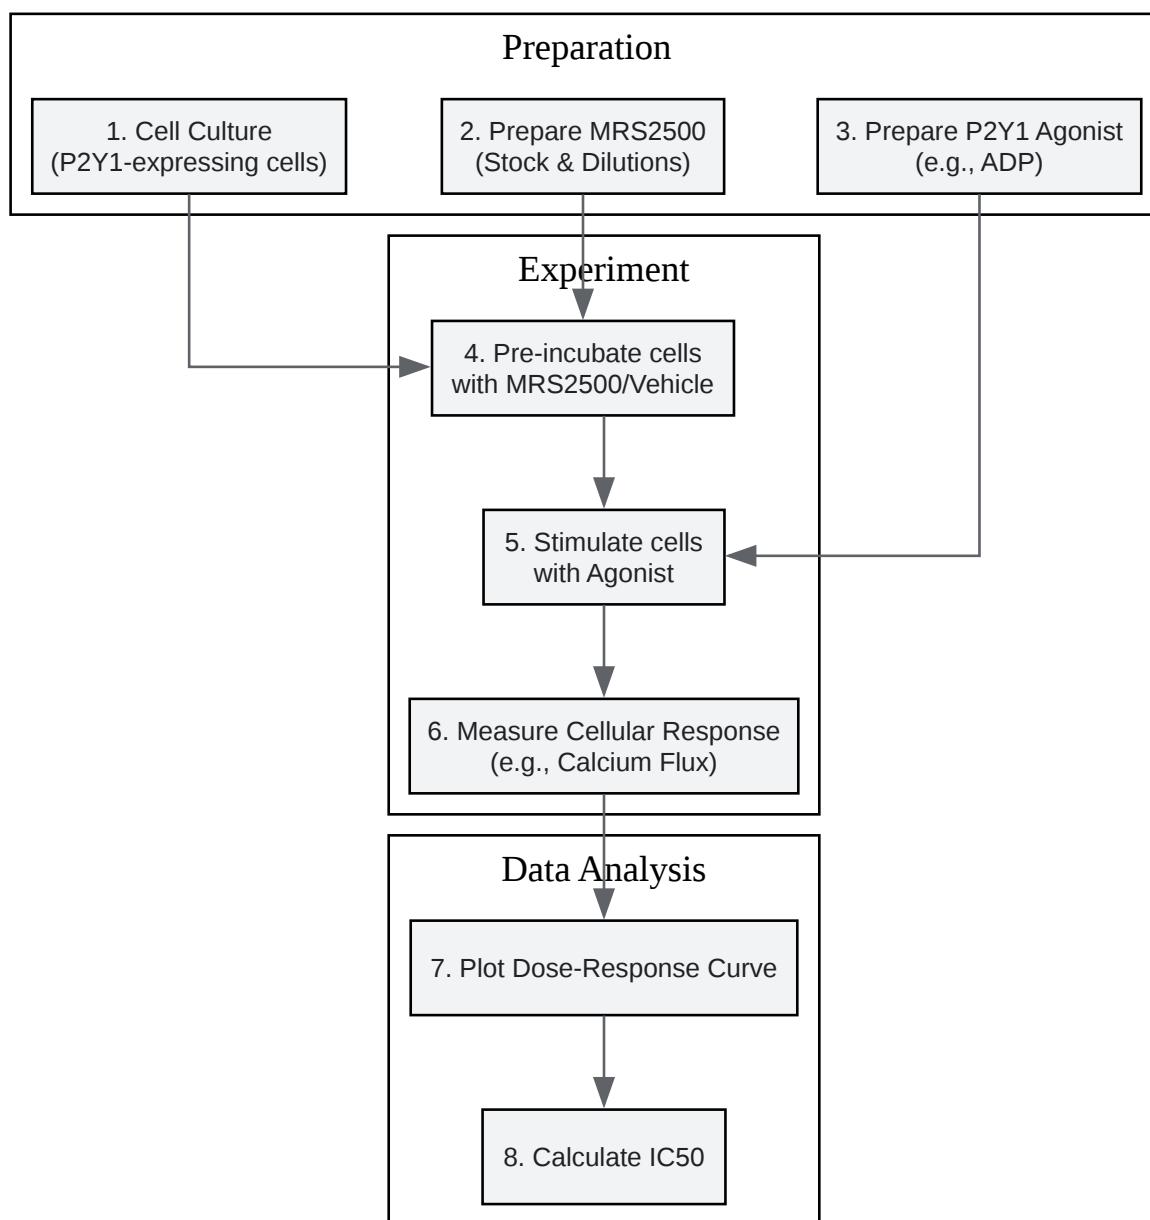 Preparation
1. Cell Culture
(P2Y1-expressing cells)
2. Prepare MRS2500
(Stock & Dilutions)
3. Prepare P2Y1 Agonist
(e.g., ADP)
Experiment
4. Pre-incubate cells
with MRS2500/Vehicle
5. Stimulate cells
with Agonist
6. Measure Cellular Response
(e.g., Calcium Flux)
Data Analysis
7. Plot Dose-Response Curve
8. Calculate IC50